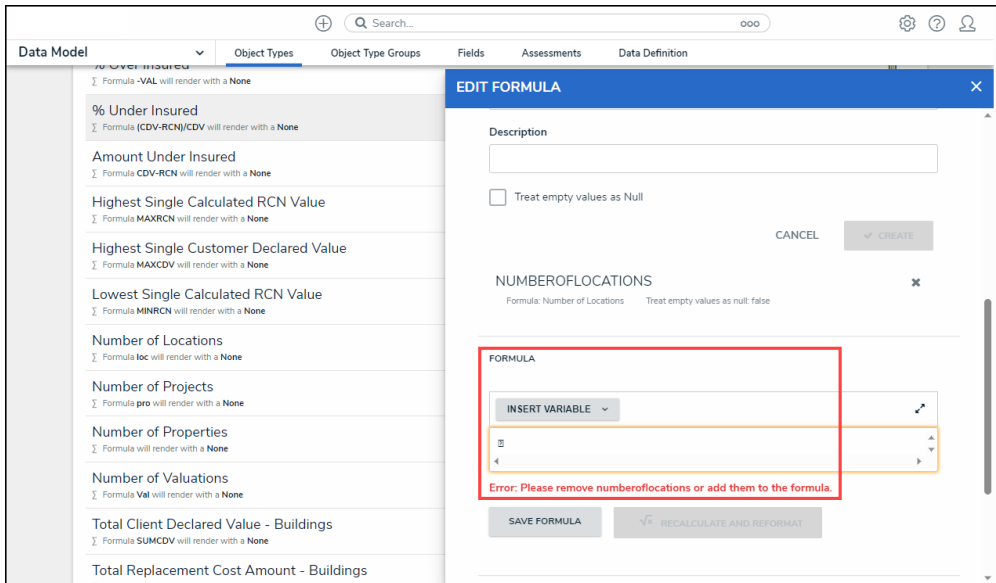 Search...
ooo
Data Model
Object Types
Object Type Groups
Fields
Assessments
Data Definition
% Over Insured
∑ Formula -VAL will render with a None
% Under Insured
∑ Formula (CDV-RCN)/CDV will render with a None
Amount Under Insured
∑ Formula CDV-RCN will render with a None
Highest Single Calculated RCN Value
∑ Formula MAXRCN will render with a None
Highest Single Customer Declared Value
∑ Formula MAXCDV will render with a None
Lowest Single Calculated RCN Value
∑ Formula MINRCN will render with a None
Number of Locations
∑ Formula loc will render with a None
Number of Projects
∑ Formula pro will render with a None
Number of Properties
∑ Formula will render with a None
Number of Valuations
∑ Formula Val will render with a None
Total Client Declared Value - Buildings
∑ Formula SUMCDV will render with a None
Total Replacement Cost Amount - Buildings
EDIT FORMULA
Description
Treat empty values as Null
CANCEL
CREATE
NUMBEROFLOCATIONS
Formula: Number of Locations Treat empty values as null: false
FORMULA
INSERT VARIABLE
Error: Please remove numberoflocations or add them to the formula.
SAVE FORMULA
RECALCULATE AND REFORMAT